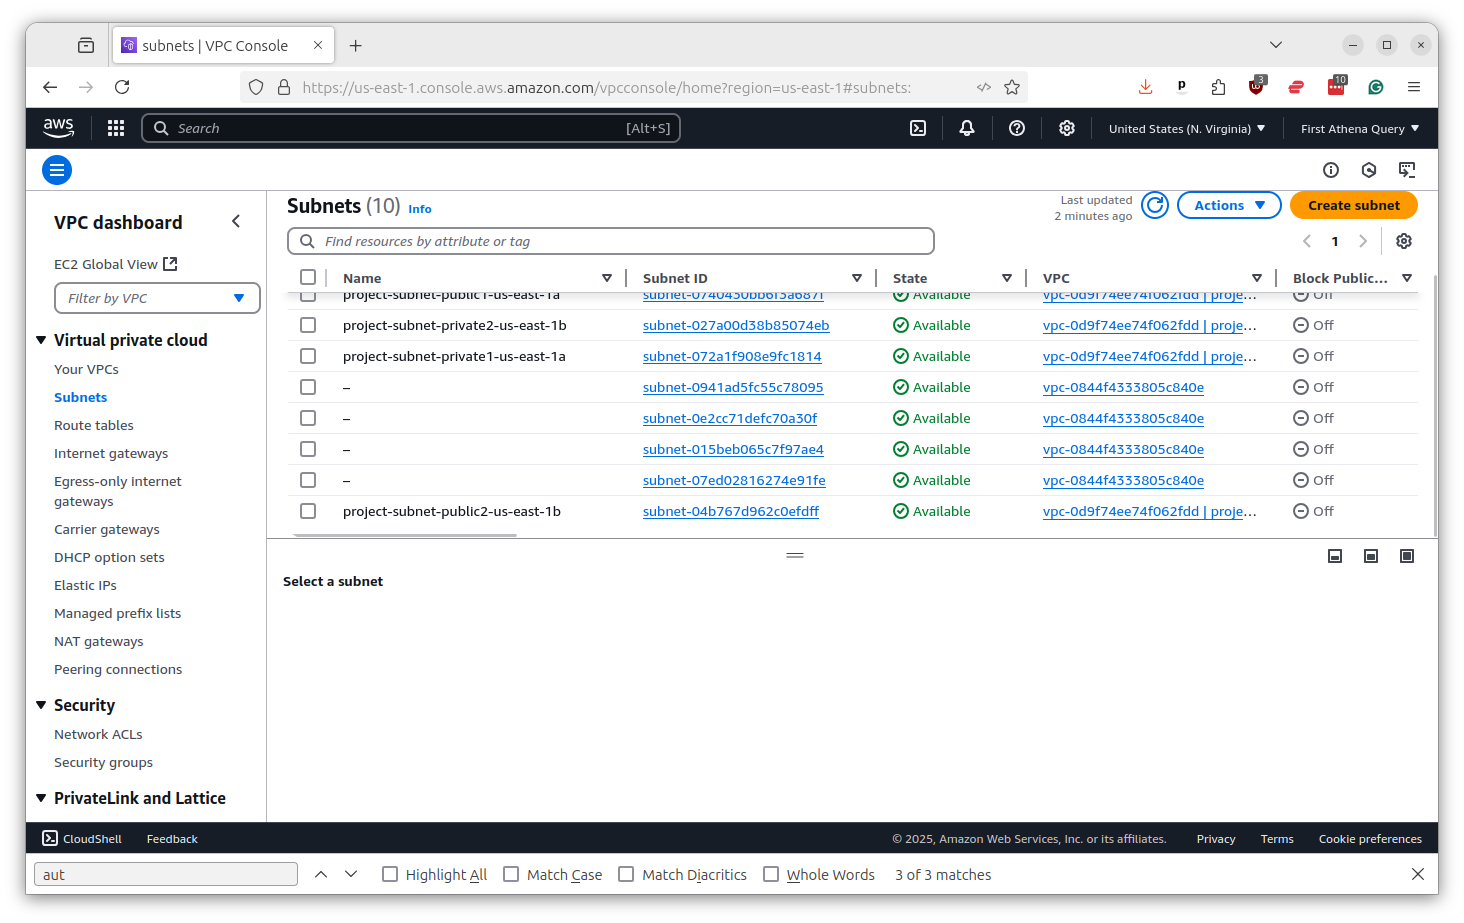 subnets | VPC Console
https://us-east-1.console.aws.amazon.com/vpcconsole/home?region=us-east-1#subnets:
3
10
aws
Search
[Alt+S]
United States (N. Virginia)
First Athena Query
VPC dashboard
EC2 Global View
Filter by VPC
Virtual private cloud
Your VPCs
Subnets
Route tables
Internet gateways
Egress-only internet
gateways
Carrier gateways
DHCP option sets
Elastic IPs
Managed prefix lists
NAT gateways
Peering connections
Security
Network ACLs
Security groups
PrivateLink and Lattice
Subnets (10) Info
Last updated
2 minutes ago
Actions
Create subnet
Find resources by attribute or tag
1
Name Subnet ID State VPC Block Public...
project-subnet-public1-us-east-1a subnet-0740430bb6f3a687f Available vpc-0d9f74ee74f062fdd | proje... Off
project-subnet-private2-us-east-1b subnet-027a00d38b85074eb Available vpc-0d9f74ee74f062fdd | proje... Off
project-subnet-private1-us-east-1a subnet-072a1f908e9fc1814 Available vpc-0d9f74ee74f062fdd | proje... Off
– subnet-0941ad5fc55c78095 Available vpc-0844f4333805c840e Off
– subnet-0e2cc71defc70a30f Available vpc-0844f4333805c840e Off
– subnet-015beb065c7f97ae4 Available vpc-0844f4333805c840e Off
– subnet-07ed02816274e91fe Available vpc-0844f4333805c840e Off
project-subnet-public2-us-east-1b subnet-04b767d962c0efdff Available vpc-0d9f74ee74f062fdd | proje... Off
Select a subnet
CloudShell Feedback © 2025, Amazon Web Services, Inc. or its affiliates. Privacy Terms Cookie preferences
aut Highlight All Match Case Match Diacritics Whole Words 3 of 3 matches